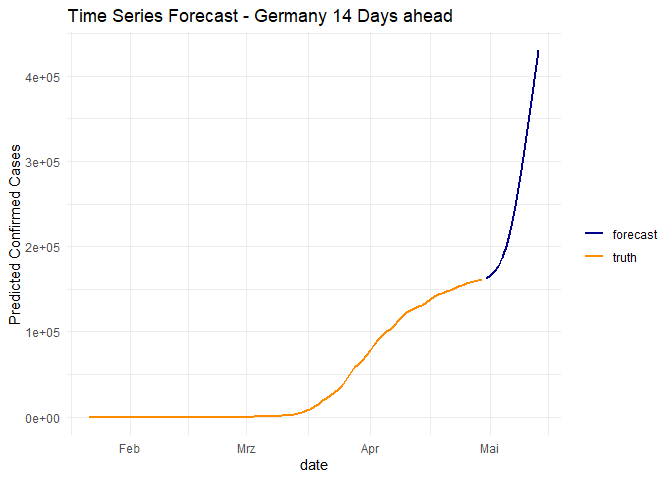 Time Series Forecast - Germany 14 Days ahead
Predicted Confirmed Cases
4e+05
3e+05
2e+05
1e+05
0e+00
Feb
Mrz
Apr
Mai
date
forecast
truth